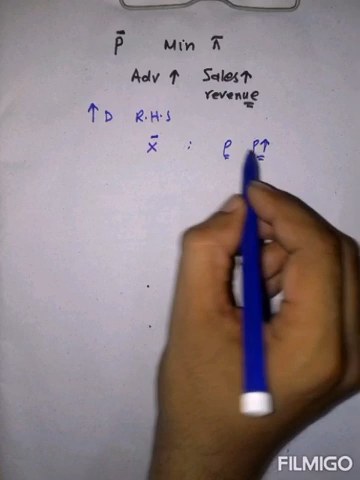 P̄ Min π̄
Adv ↑ Sales↑
revenue
↑ D R.H.S
x̄ : P P↑
FILMIGO